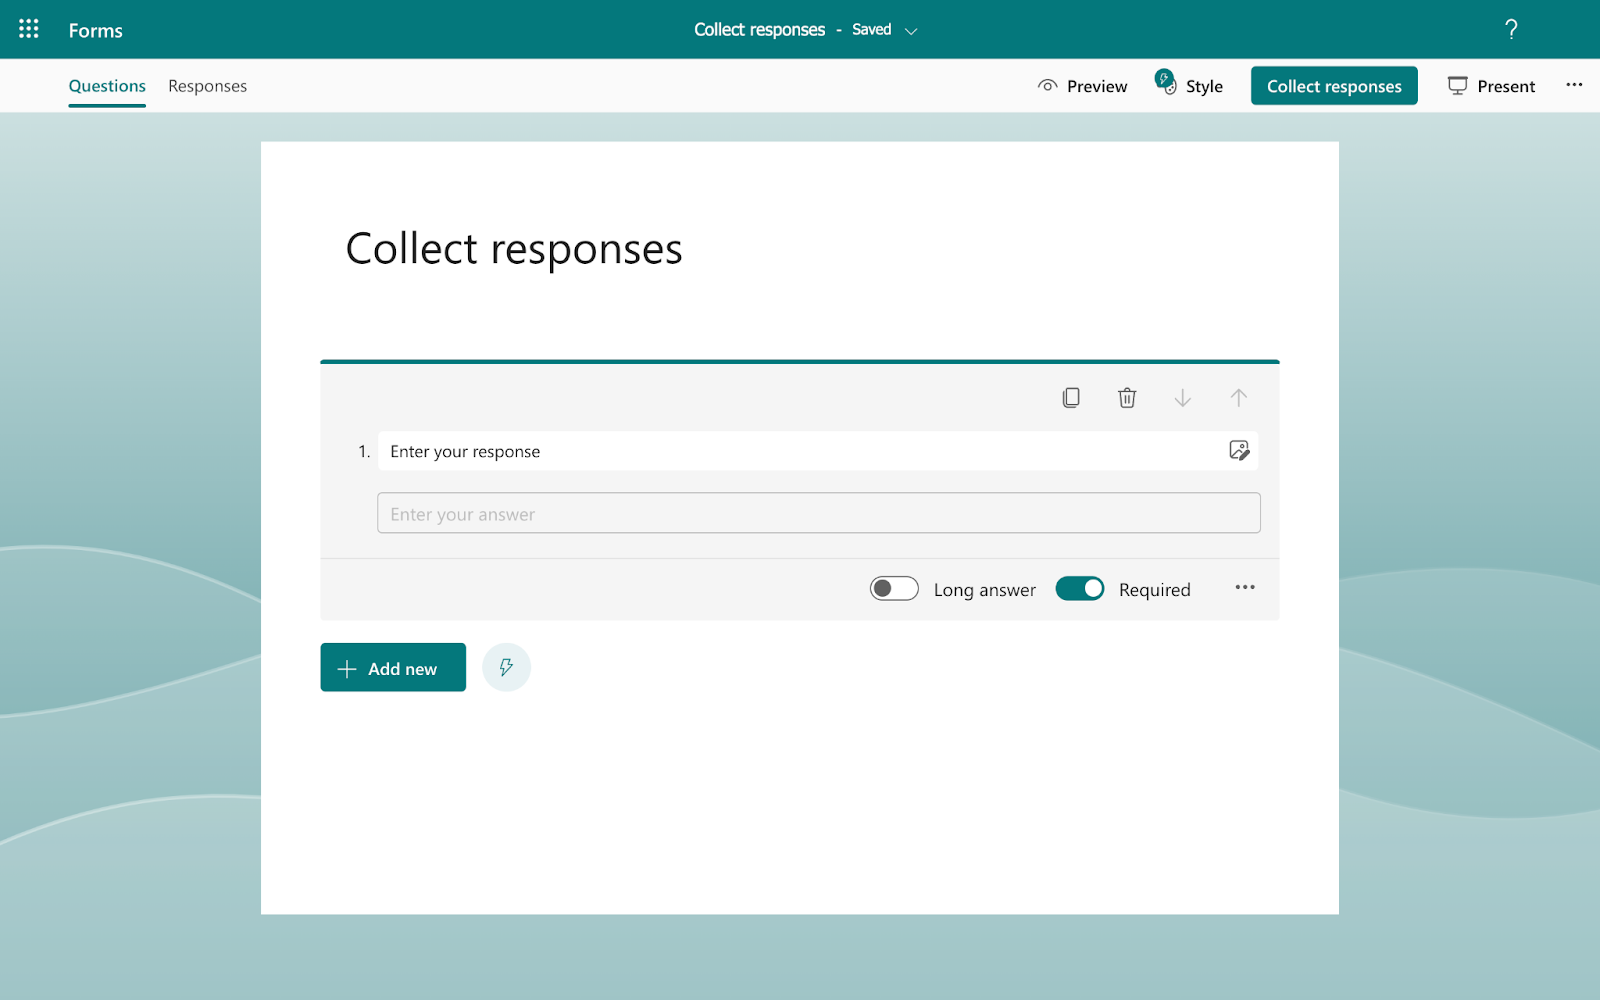 Forms
Collect responses - Saved
?
Questions Responses
Preview Style Collect responses Present ...
Collect responses
1. Enter your response
Enter your answer
Long answer Required ...
+ Add new